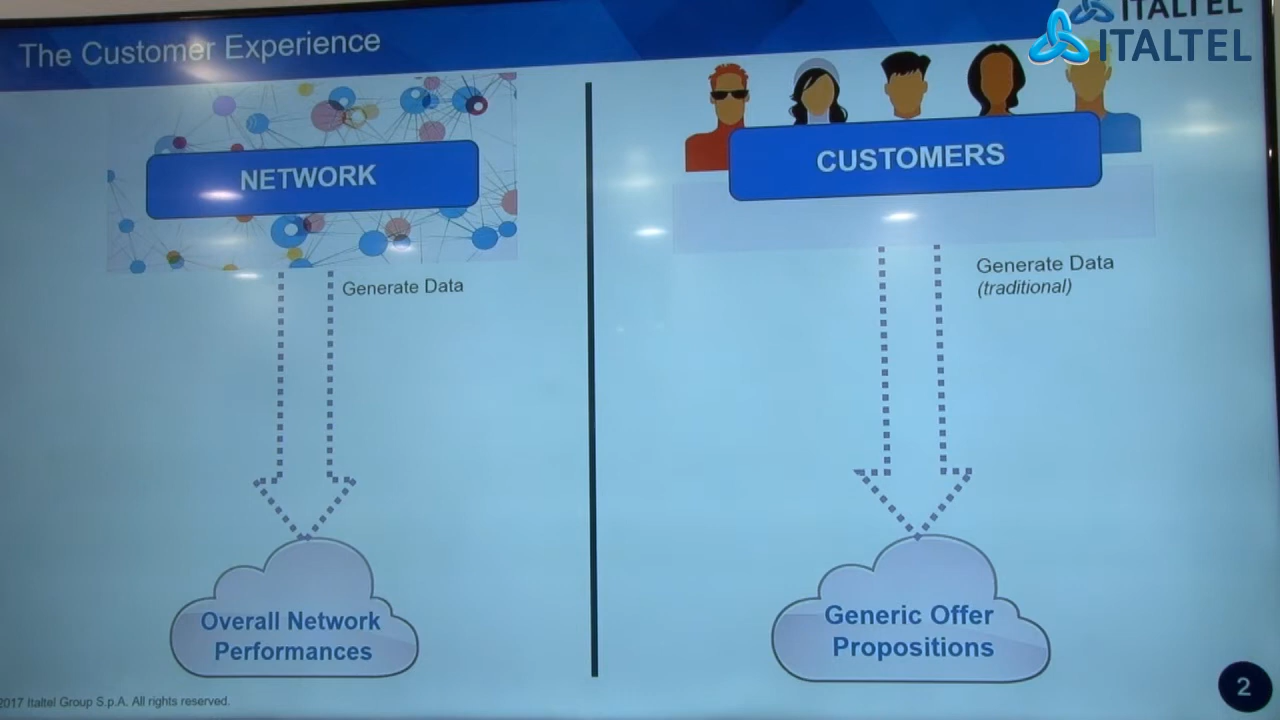 The Customer Experience
ITALTEL
ITALTEL
NETWORK
Generate Data
Overall Network
Performances
CUSTOMERS
Generate Data
(traditional)
Generic Offer
Propositions
2017 Italtel Group S.p.A. All rights reserved.
2